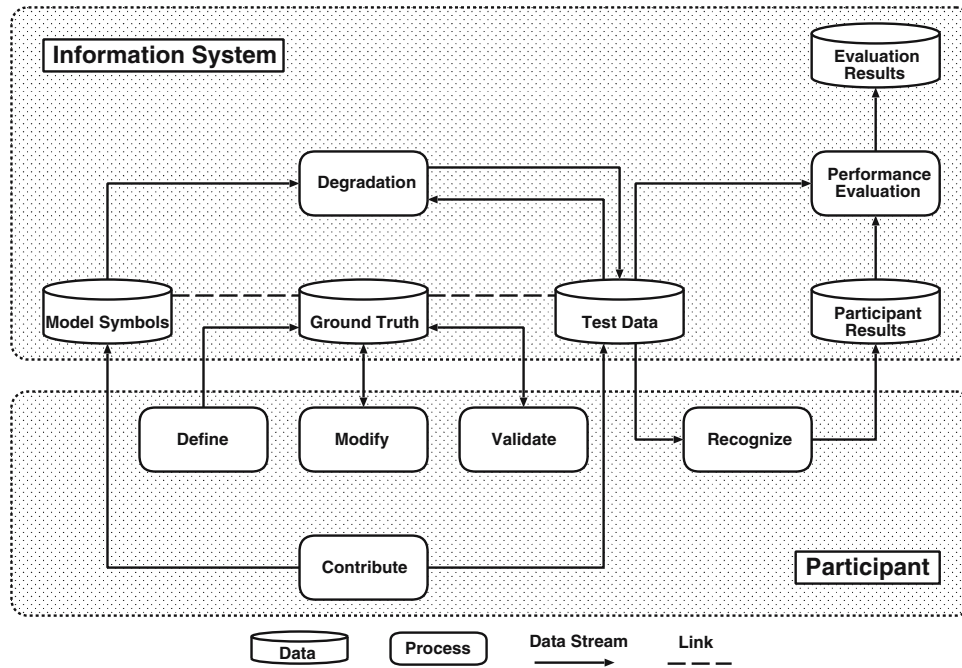 Information System
Evaluation
Results
Degradation
Performance
Evaluation
Model Symbols
Ground Truth
Test Data
Participant
Results
Define
Modify
Validate
Recognize
Contribute
Participant
Data
Process
Data Stream
Link